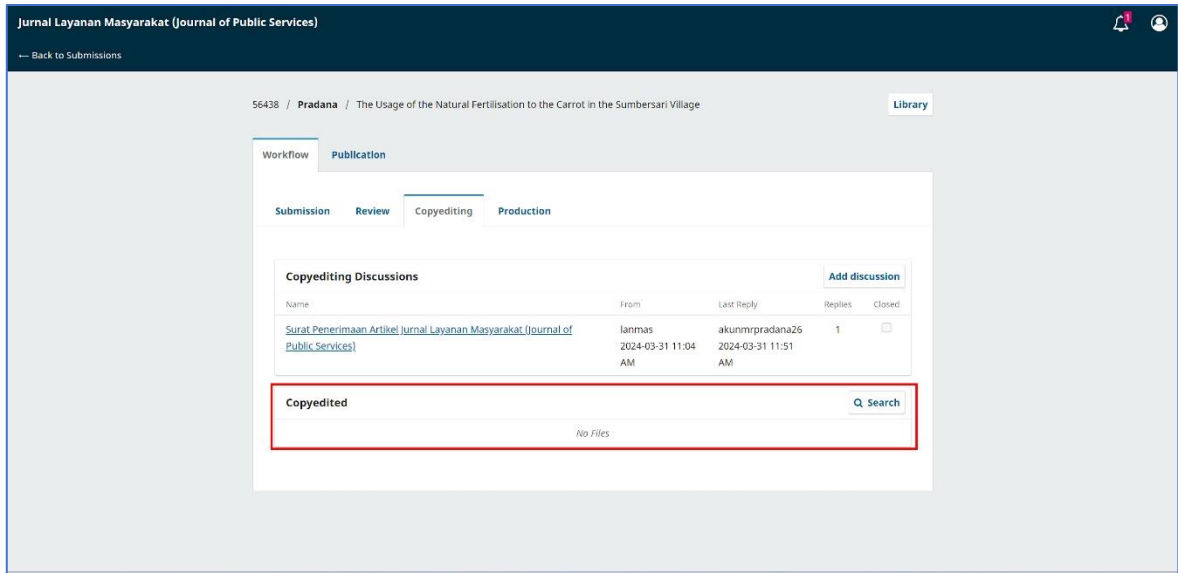 Jurnal Layanan Masyarakat (Journal of Public Services)
1
← Back to Submissions
56438 / Pradana / The Usage of the Natural Fertilisation to the Carrot in the Sumbersari Village
Library
Workflow Publication
Submission Review Copyediting Production
Copyediting Discussions
Add discussion
Name From Last Reply Replies Closed
Surat Penerimaan Artikel Jurnal Layanan Masyarakat (Journal of
Public Services)
lanmas
2024-03-31 11:04
AM
akunmrpradana26
2024-03-31 11:51
AM
1
Copyedited
Search
No Files